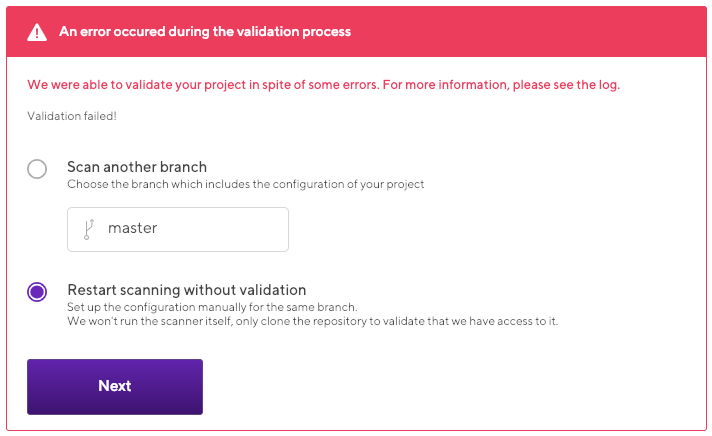 An error occured during the validation process
We were able to validate your project in spite of some errors. For more information, please see the log.
Validation failed!
Scan another branch
Choose the branch which includes the configuration of your project
master
Restart scanning without validation
Set up the configuration manually for the same branch.
We won't run the scanner itself, only clone the repository to validate that we have access to it.
Next